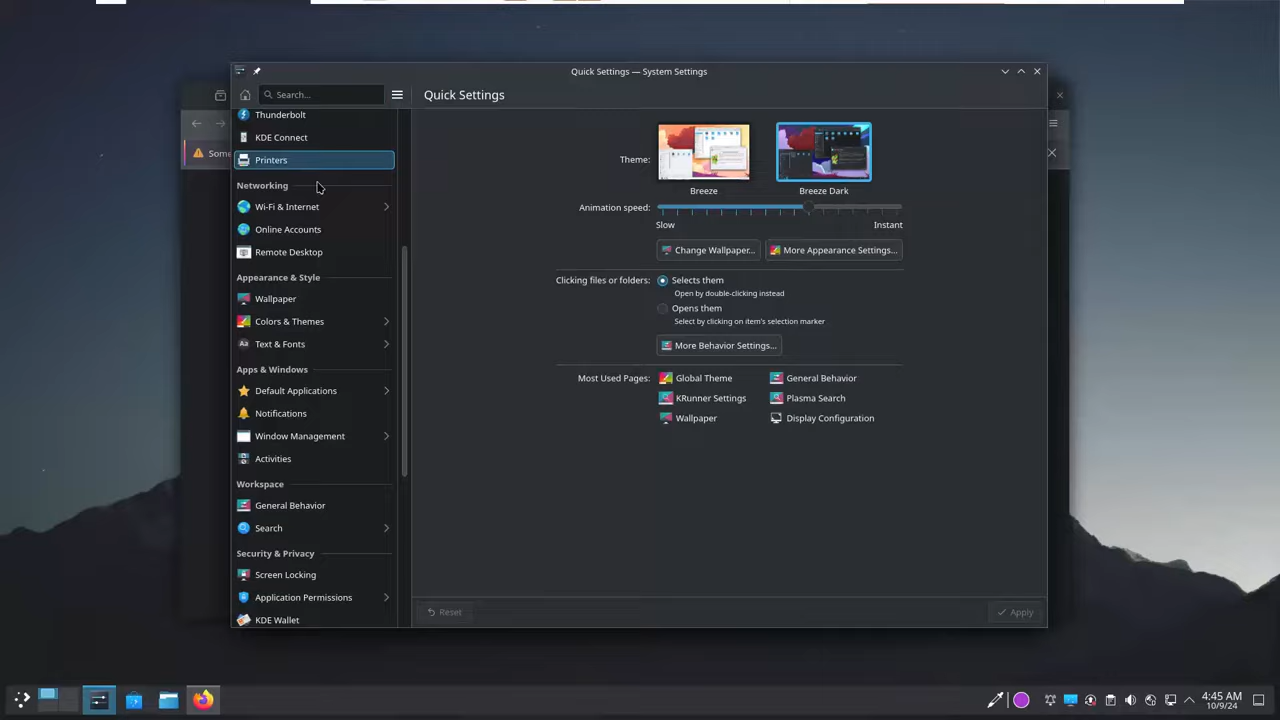 Quick Settings — System Settings
Search...
Quick Settings
Some
Thunderbolt
KDE Connect
Printers
Networking
Wi-Fi & Internet
Online Accounts
Remote Desktop
Appearance & Style
Wallpaper
Colors & Themes
Aa Text & Fonts
Apps & Windows
Default Applications
Notifications
Window Management
Activities
Workspace
General Behavior
Search
Security & Privacy
Screen Locking
Application Permissions
KDE Wallet
Theme:
Breeze
Breeze Dark
Animation speed:
Slow
Instant
Change Wallpaper...
More Appearance Settings...
Clicking files or folders:
Selects them
Open by double-clicking instead
Opens them
Select by clicking on item's selection marker
More Behavior Settings...
Most Used Pages:
Global Theme
General Behavior
KRunner Settings
Plasma Search
Wallpaper
Display Configuration
Reset
Apply
4:45 AM
10/9/24